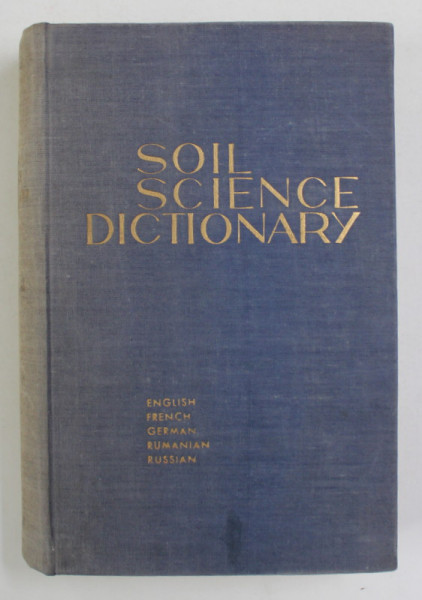 SOIL
SCIENCE
DICTIONARY
ENGLISH
FRENCH
GERMAN
RUMANIAN
RUSSIAN